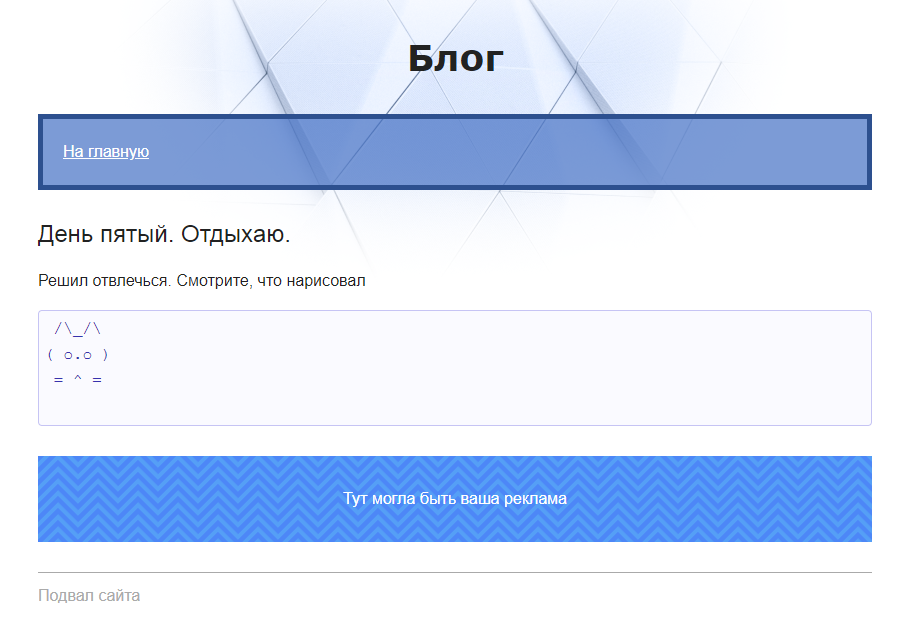 Блог
На главную
День пятый. Отдыхаю.
Решил отвлечься. Смотрите, что нарисовал
 /\_/\
( o.o )
 = ^ =
Тут могла быть ваша реклама
Подвал сайта